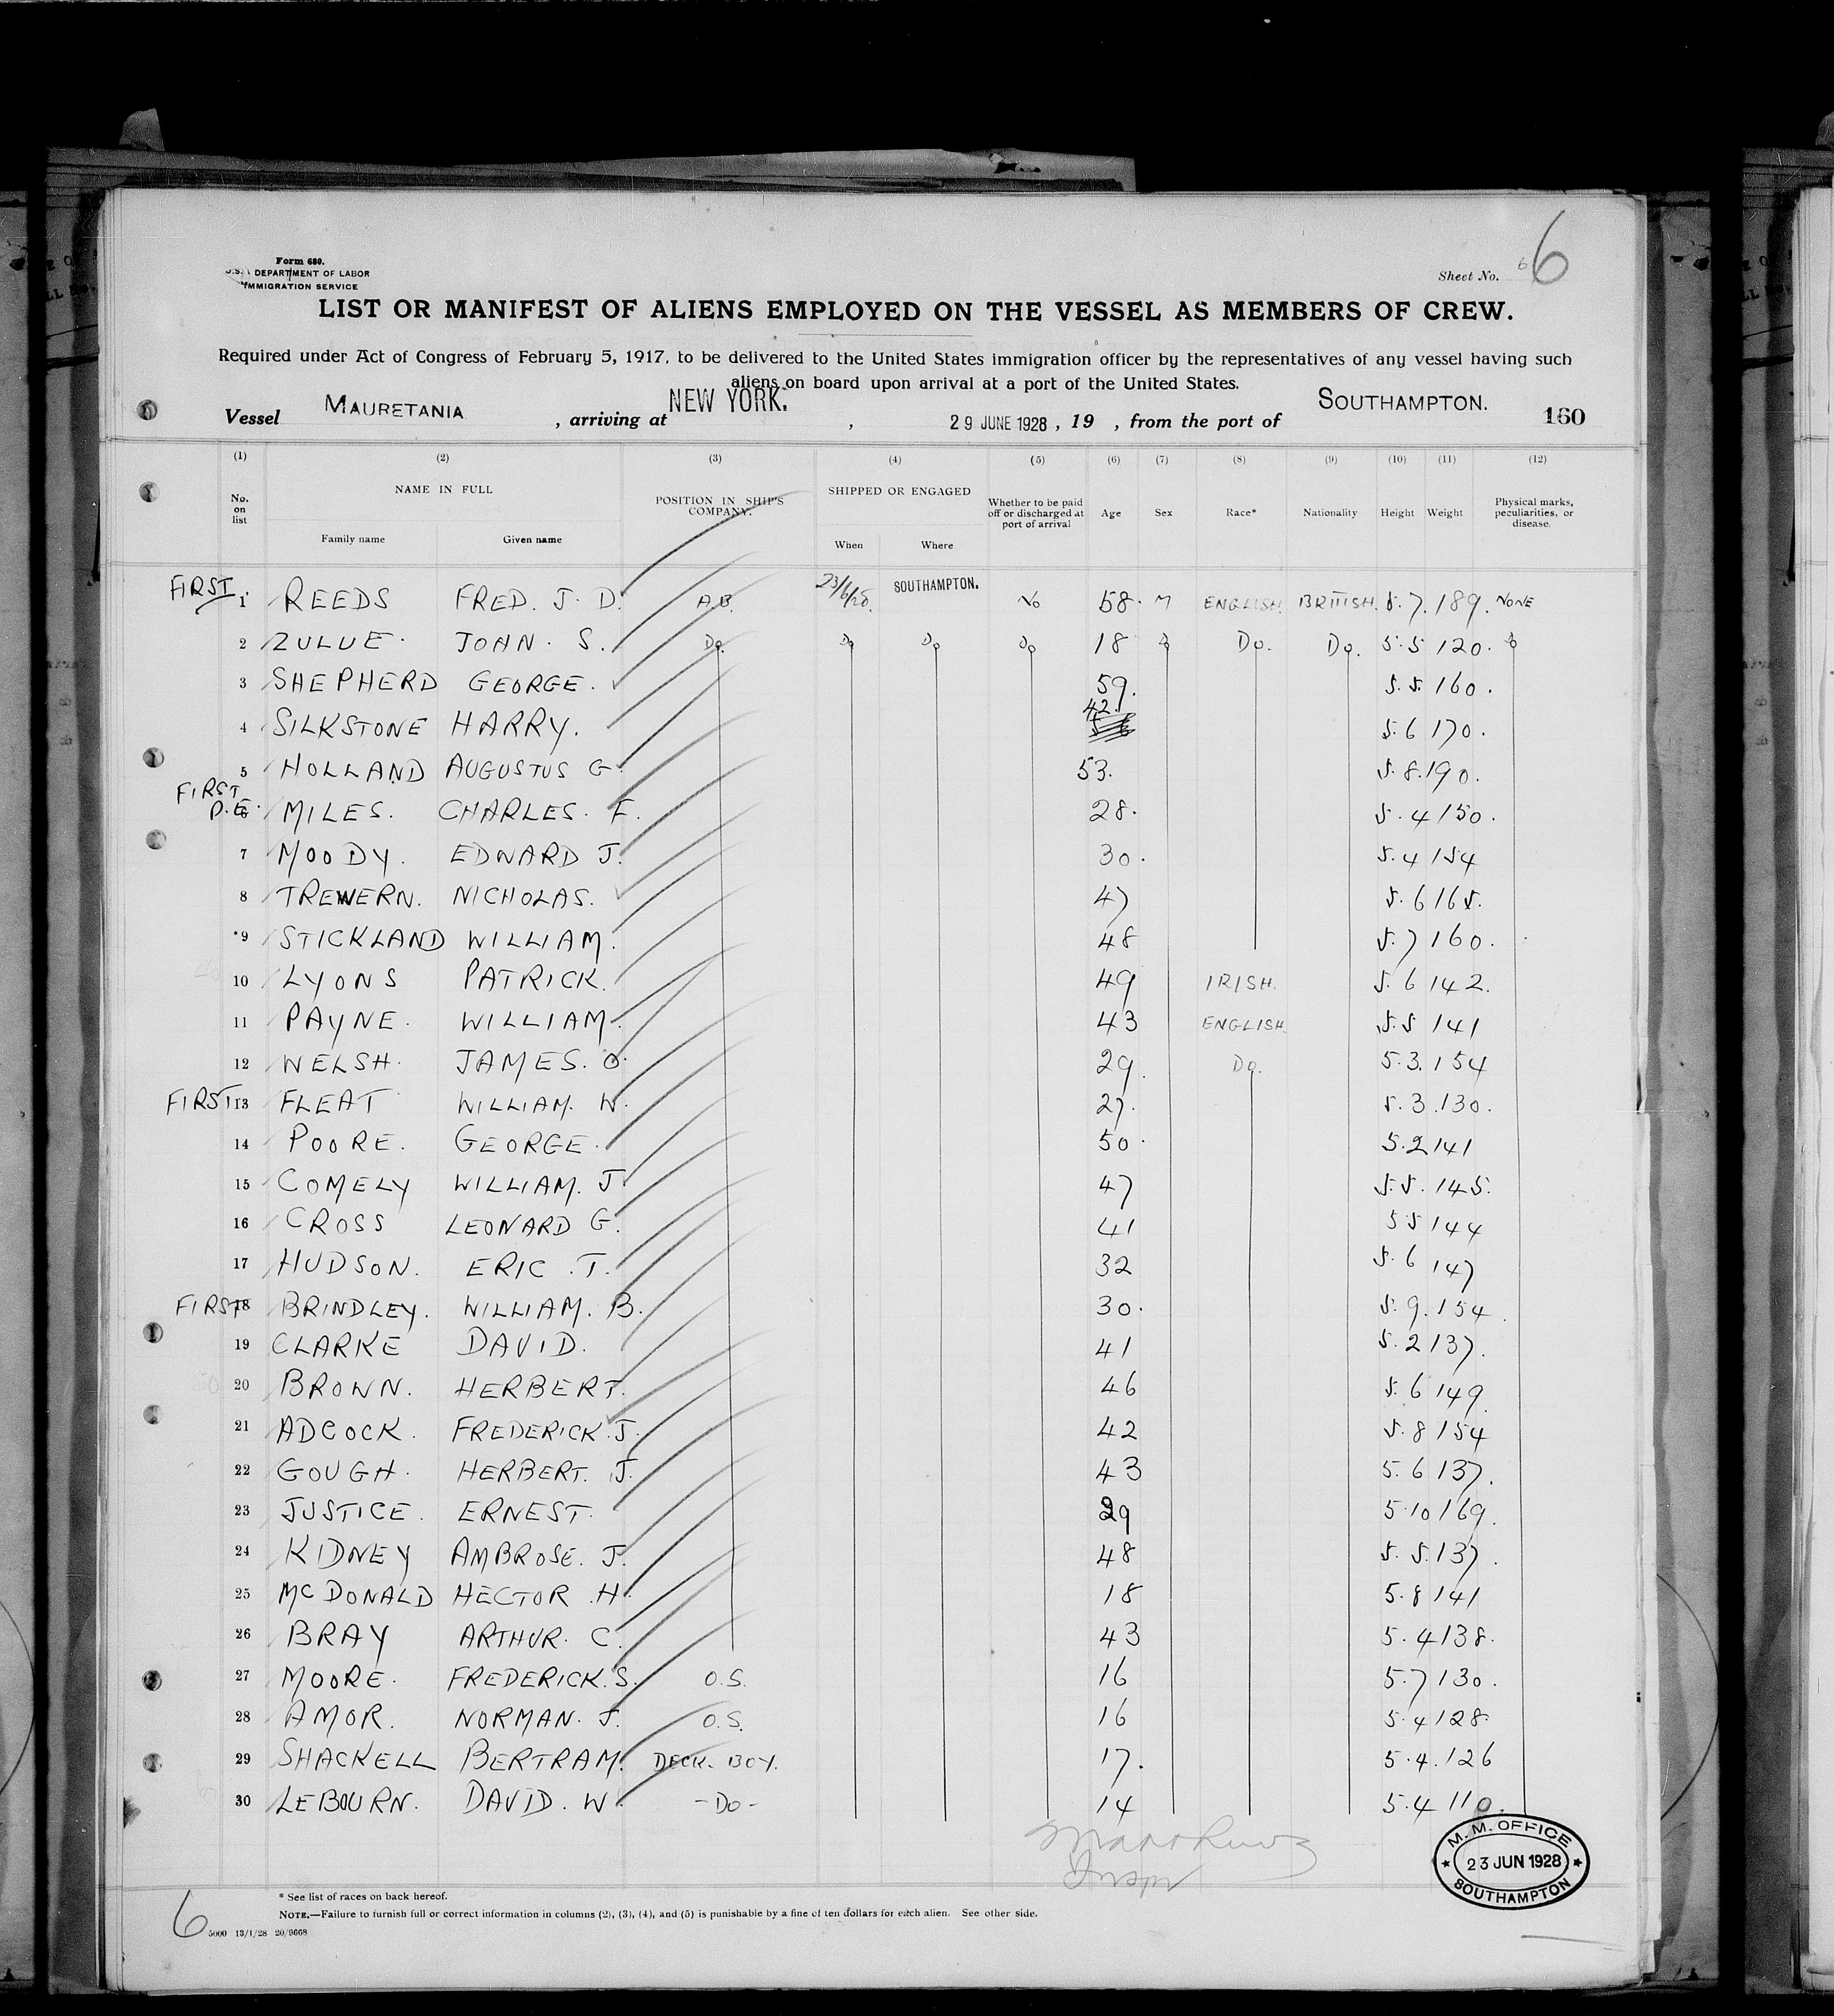 6
Form 680.
U.S. DEPARTMENT OF LABOR
IMMIGRATION SERVICE
Sheet No. 6
LIST OR MANIFEST OF ALIENS EMPLOYED ON THE VESSEL AS MEMBERS OF CREW.
Required under Act of Congress of February 5, 1917, to be delivered to the United States immigration officer by the representatives of any vessel having such
aliens on board upon arrival at a port of the United States.
Vessel MAURETANIA, arriving at NEW YORK., 29 JUNE 1928, 19 , from the port of SOUTHAMPTON. 160
(1) (2) (3) (4) (5) (6) (7) (8) (9) (10) (11) (12)
No. on list NAME IN FULL POSITION IN SHIP'S COMPANY. SHIPPED OR ENGAGED Whether to be paid off or discharged at port of arrival Age Sex Race* Nationality Height Weight Physical marks, peculiarities, or disease.
Family name Given name When Where
FIRST 1 REEDS FRED. J. D. A.B. 23/6/28. SOUTHAMPTON. No 58. M ENGLISH. BRITISH. 5.7. 189. NONE
2 ZULUE. JOHN. S. Do. Do Do Do 18 Do Do. Do. 5.5 120. Do
3 SHEPHERD GEORGE. 59. 5.5. 160.
4 SILKSTONE HARRY. 42. 5.6 170.
5 HOLLAND AUGUSTUS G. 53. 5.8. 190.
FIRST
P.E. 6 MILES. CHARLES. F. 28. 5.4 150.
7 MOODY. EDWARD J. 30. 5.4 154
8 TREWERN. NICHOLAS. 47 5.6 165.
9 STICKLAND WILLIAM. 48 5.7 160.
10 LYONS PATRICK. 49 IRISH. 5.6 142.
11 PAYNE. WILLIAM. 43 ENGLISH 5.5 141
12 WELSH. JAMES. O. 29. Do. 5.3. 154
FIRST 13 FLEAT WILLIAM. W. 27. 5.3. 130.
14 POORE. GEORGE. 50. 5.2 141
15 COMELY WILLIAM. J. 47 5.5. 145.
16 CROSS LEONARD G. 41 5 5 144
17 HUDSON. ERIC. T. 32 5.6 147
FIRST 18 BRINDLEY. WILLIAM. B. 30. 5.9. 154.
19 CLARKE DAVID. 41 5.2 137.
20 BROWN. HERBERT. 46 5.6 149.
21 ADCOCK. FREDERICK. J. 42 5.8 154
22 GOUGH. HERBERT. J. 43 5.6 137.
23 JUSTICE. ERNEST. 29 5.10 169.
24 KIDNEY AMBROSE. J. 48 5.5. 137.
25 MCDONALD HECTOR. H. 18 5.8 141
26 BRAY ARTHUR. C. 43 5.4 138.
27 MOORE. FREDERICK. S. O.S. 16 5.7 130.
28 AMOR. NORMAN. J. O.S. 16 5.4 128.
29 SHACKELL BERTRAM. DECK. BOY. 17. 5.4. 126
30 LEBOURN. DAVID. W. -Do- 14 5.4 110.
M. M. OFFICE
23 JUN 1928
SOUTHAMPTON
* See list of races on back hereof.
NOTE.—Failure to furnish full or correct information in columns (2), (3), (4), and (5) is punishable by a fine of ten dollars for each alien. See other side.
6
5000 13/1/28 20/9668